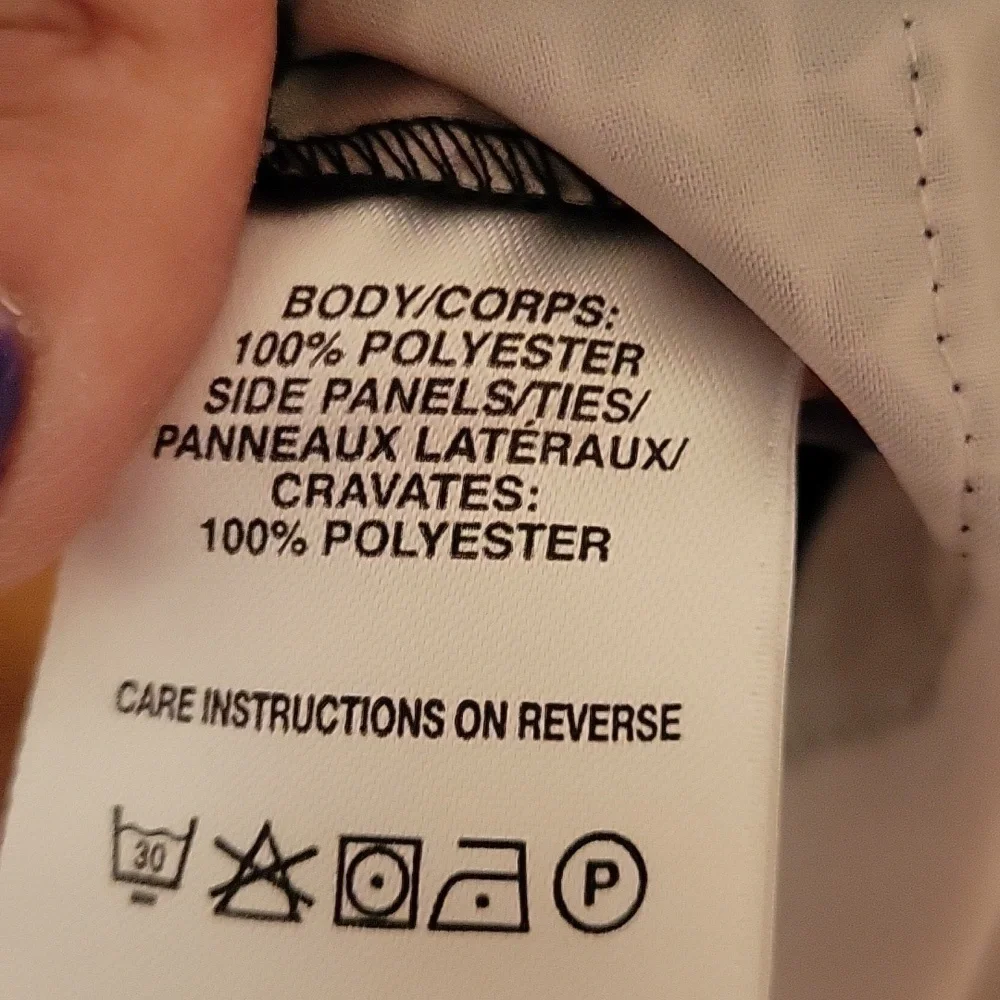 BODY/CORPS:
100% POLYESTER
SIDE PANELS/TIES/
PANNEAUX LATÉRAUX/
CRAVATES:
100% POLYESTER
CARE INSTRUCTIONS ON REVERSE
30
P